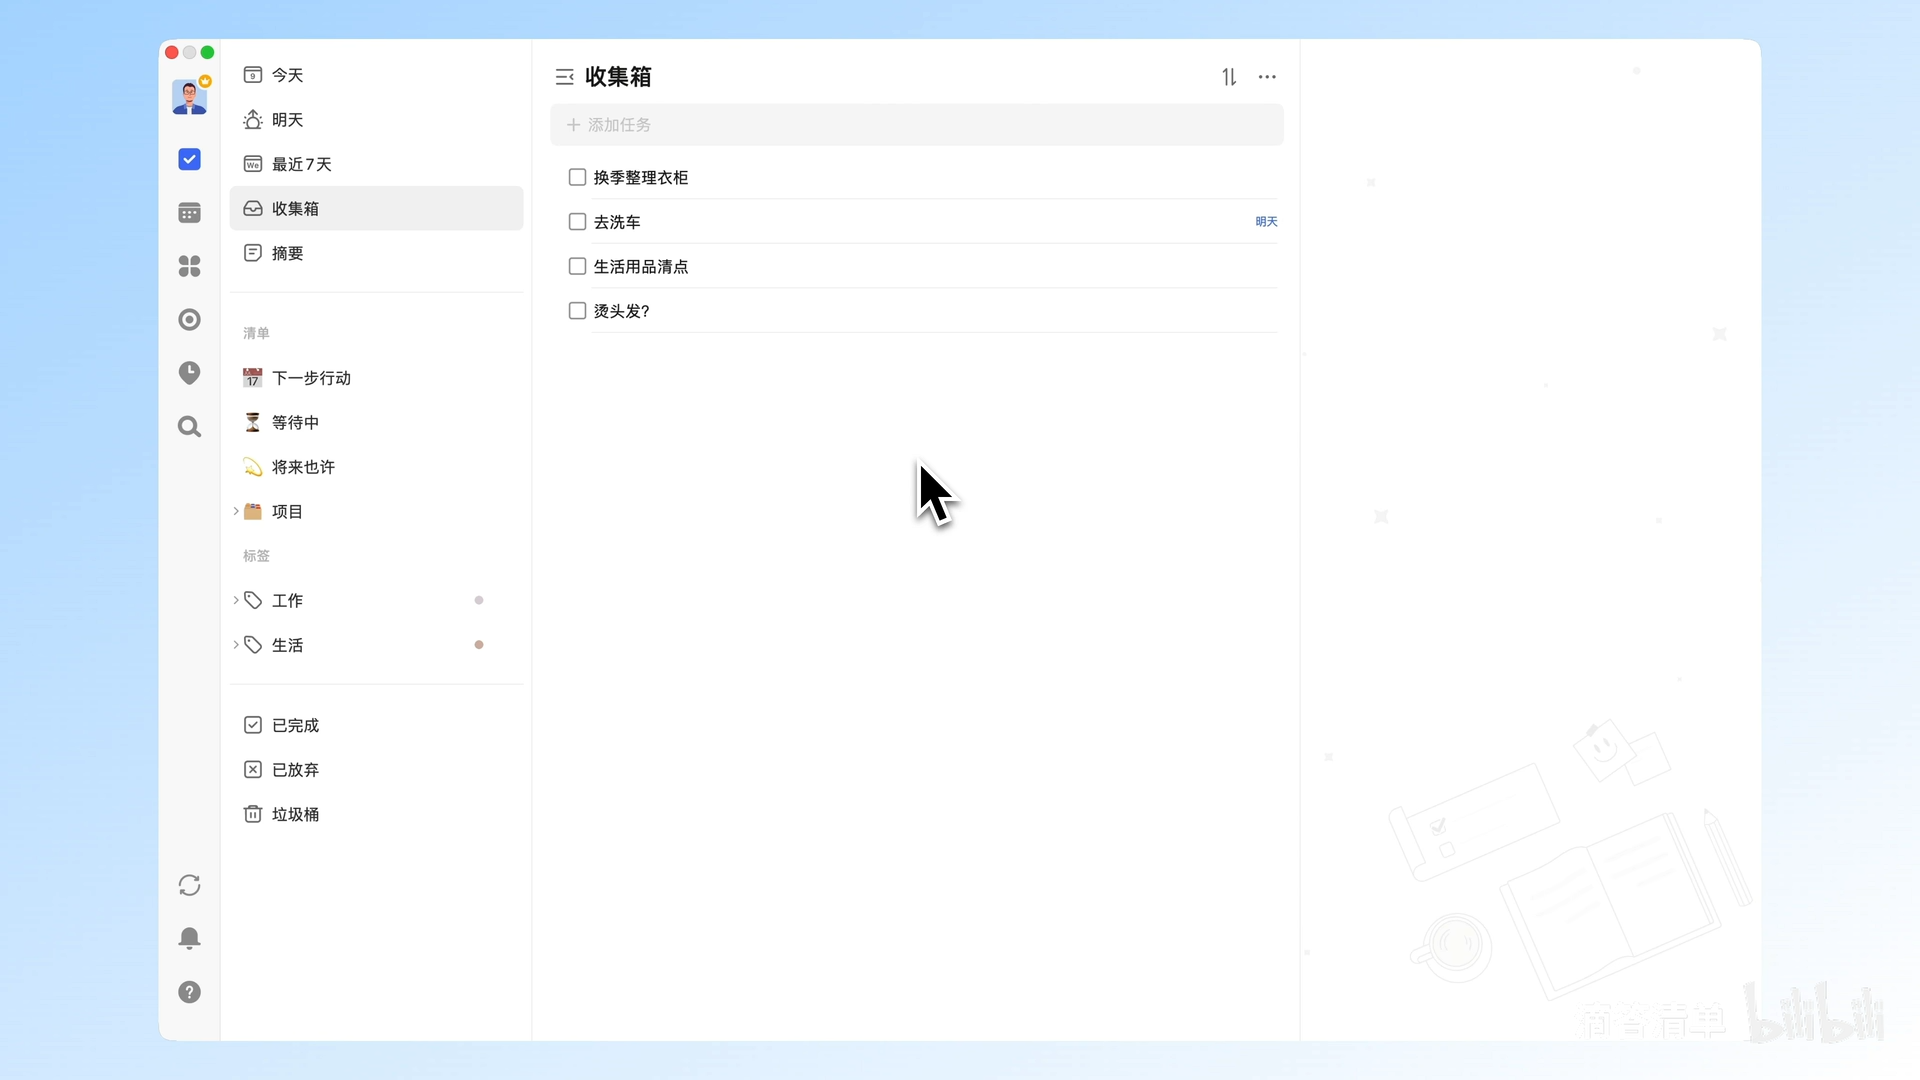 今天
明天
最近7天
收集箱
摘要
清单
下一步行动
等待中
将来也许
项目
标签
工作
生活
已完成
已放弃
垃圾桶
收集箱
添加任务
换季整理衣柜
去洗车 明天
生活用品清点
烫头发?
滴答清单 bilibili